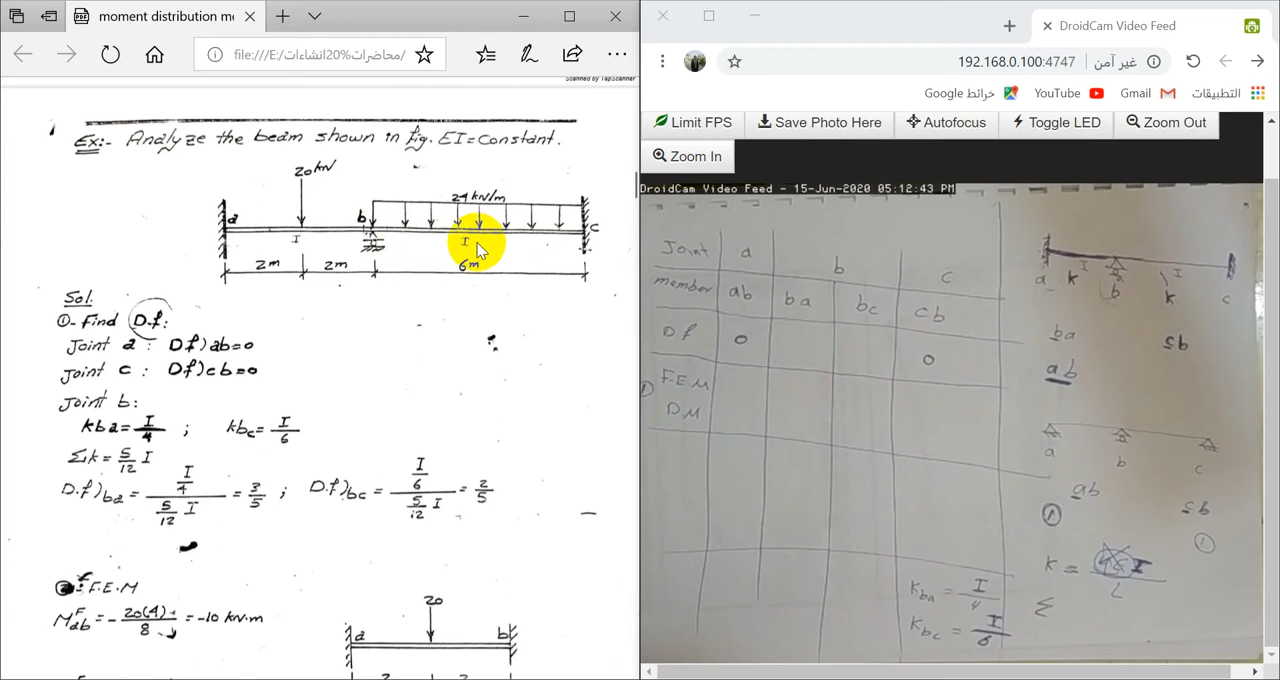 moment distribution me
file:///E:/محاضرات%20انشاءات/
Scanned by TapScanner
Ex:- Analyze the beam shown in fig. EI=Constant.
20kN
24 kN/m
a
b
c
I
I
2m
2m
6m
Sol.
①- Find D.f:
Joint a : D.f)ab=0
Joint c : D.f)cb=0
Joint b:
kba=I/4 ; kbc=I/6
Σk=5/12 I
D.f)ba = (I/4)/(5/12 I) = 3/5 ; D.f)bc = (I/6)/(5/12 I) = 2/5
F.E.M
M^F ab = - 20(4)/8 = -10 kN.m
20
a
b
DroidCam Video Feed
192.168.0.100:4747
غير آمن
التطبيقات
Gmail
YouTube
خرائط Google
Limit FPS
Save Photo Here
Autofocus
Toggle LED
Zoom Out
Zoom In
DroidCam Video Feed - 15-Jun-2020 05:12:43 PM
Joint a b c
member ab ba bc cb
D.f 0 0
① F.E.M
D.M
kba = I/4
kbc = I/6
I
I
a k b k c
ba cb
ab
a b c
ab cb
① ①
K = I/L
Σ